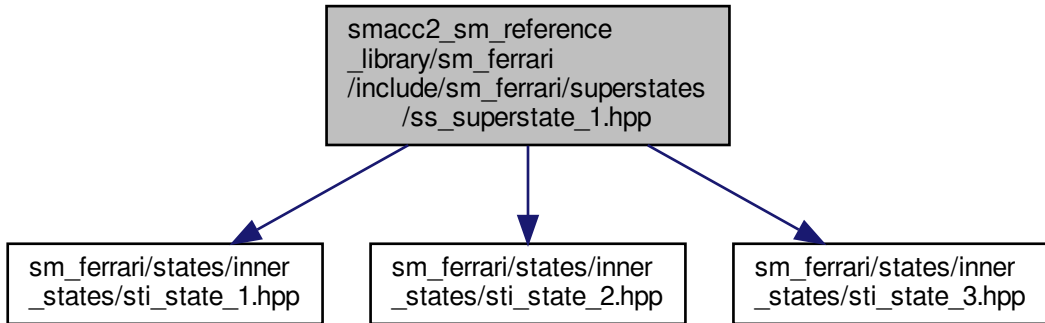 smacc2_sm_reference
_library/sm_ferrari
/include/sm_ferrari/superstates
/ss_superstate_1.hpp
sm_ferrari/states/inner
_states/sti_state_1.hpp
sm_ferrari/states/inner
_states/sti_state_2.hpp
sm_ferrari/states/inner
_states/sti_state_3.hpp